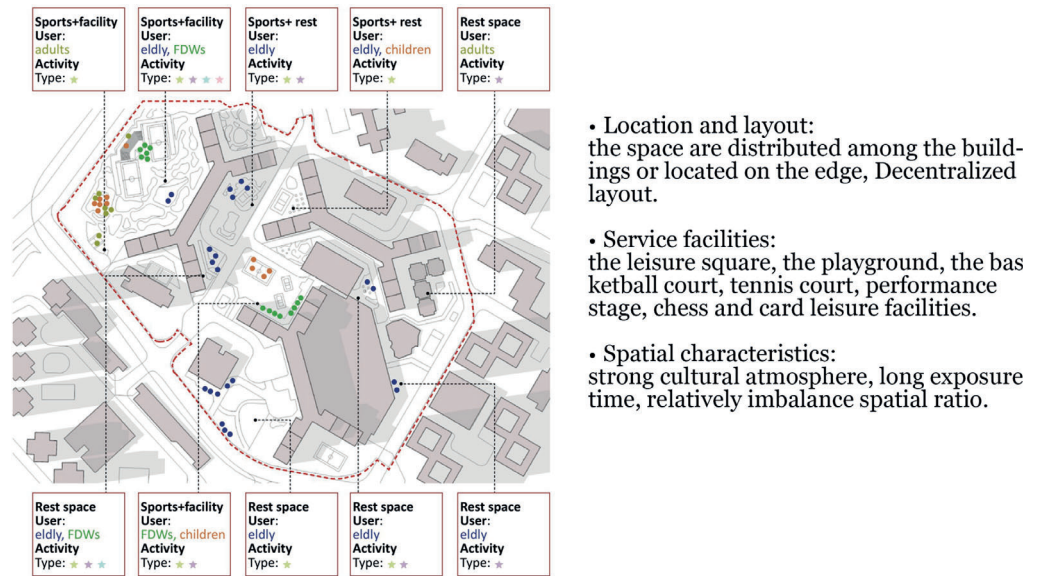 Sports+facility
User:
adults
Activity
Type:
Sports+facility
User:
eldly, FDWs
Activity
Type:
Sports+ rest
User:
eldly
Activity
Type:
Sports+ rest
User:
eldly, children
Activity
Type:
Rest space
User:
adults
Activity
Type:
• Location and layout:
the space are distributed among the build-
ings or located on the edge, Decentralized
layout.
• Service facilities:
the leisure square, the playground, the bas
ketball court, tennis court, performance
stage, chess and card leisure facilities.
• Spatial characteristics:
strong cultural atmosphere, long exposure
time, relatively imbalance spatial ratio.
Rest space
User:
eldly, FDWs
Activity
Type:
Sports+facility
User:
FDWs, children
Activity
Type:
Rest space
User:
eldly
Activity
Type:
Rest space
User:
eldly
Activity
Type:
Rest space
User:
eldly
Activity
Type: